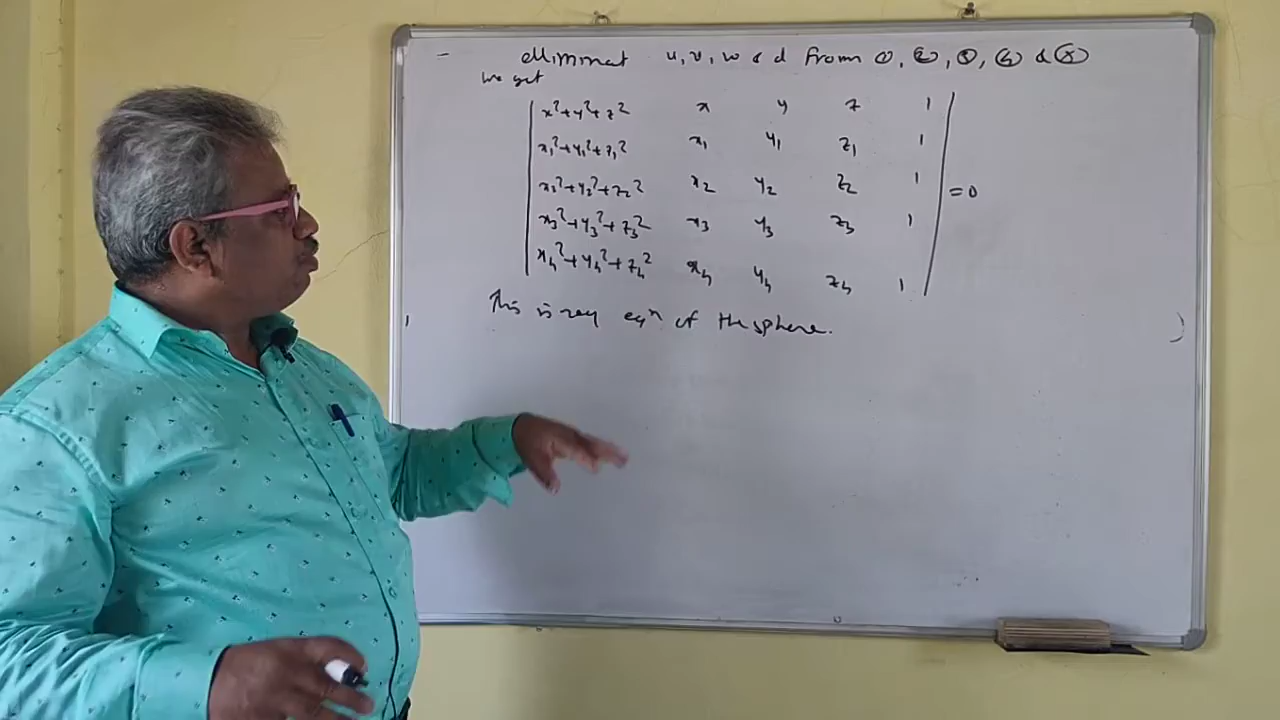 - Eliminat u, v, w & d from ①, ②, ③, ④ & ⑤
we get
| x²+y²+z² x y z 1 |
| x₁²+y₁²+z₁² x₁ y₁ z₁ 1 |
| x₂²+y₂²+z₂² x₂ y₂ z₂ 1 | =0
| x₃²+y₃²+z₃² x₃ y₃ z₃ 1 |
| x₄²+y₄²+z₄² x₄ y₄ z₄ 1 |
This is req eqⁿ of the sphere.